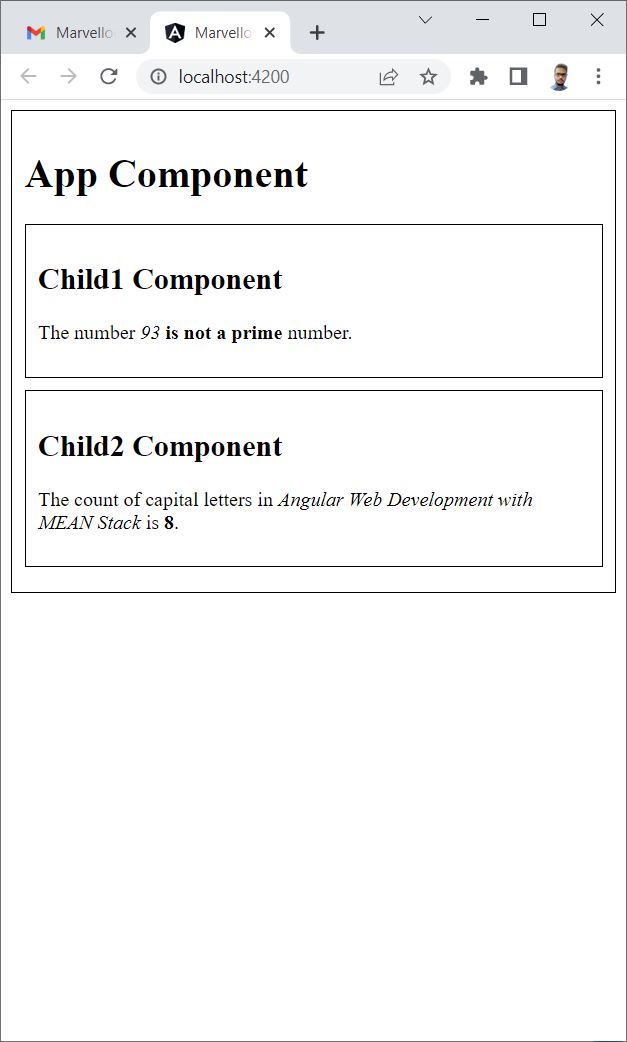 Marvello
Marvello
localhost:4200
App Component
Child1 Component
The number 93 is not a prime number.
Child2 Component
The count of capital letters in Angular Web Development with
MEAN Stack is 8.